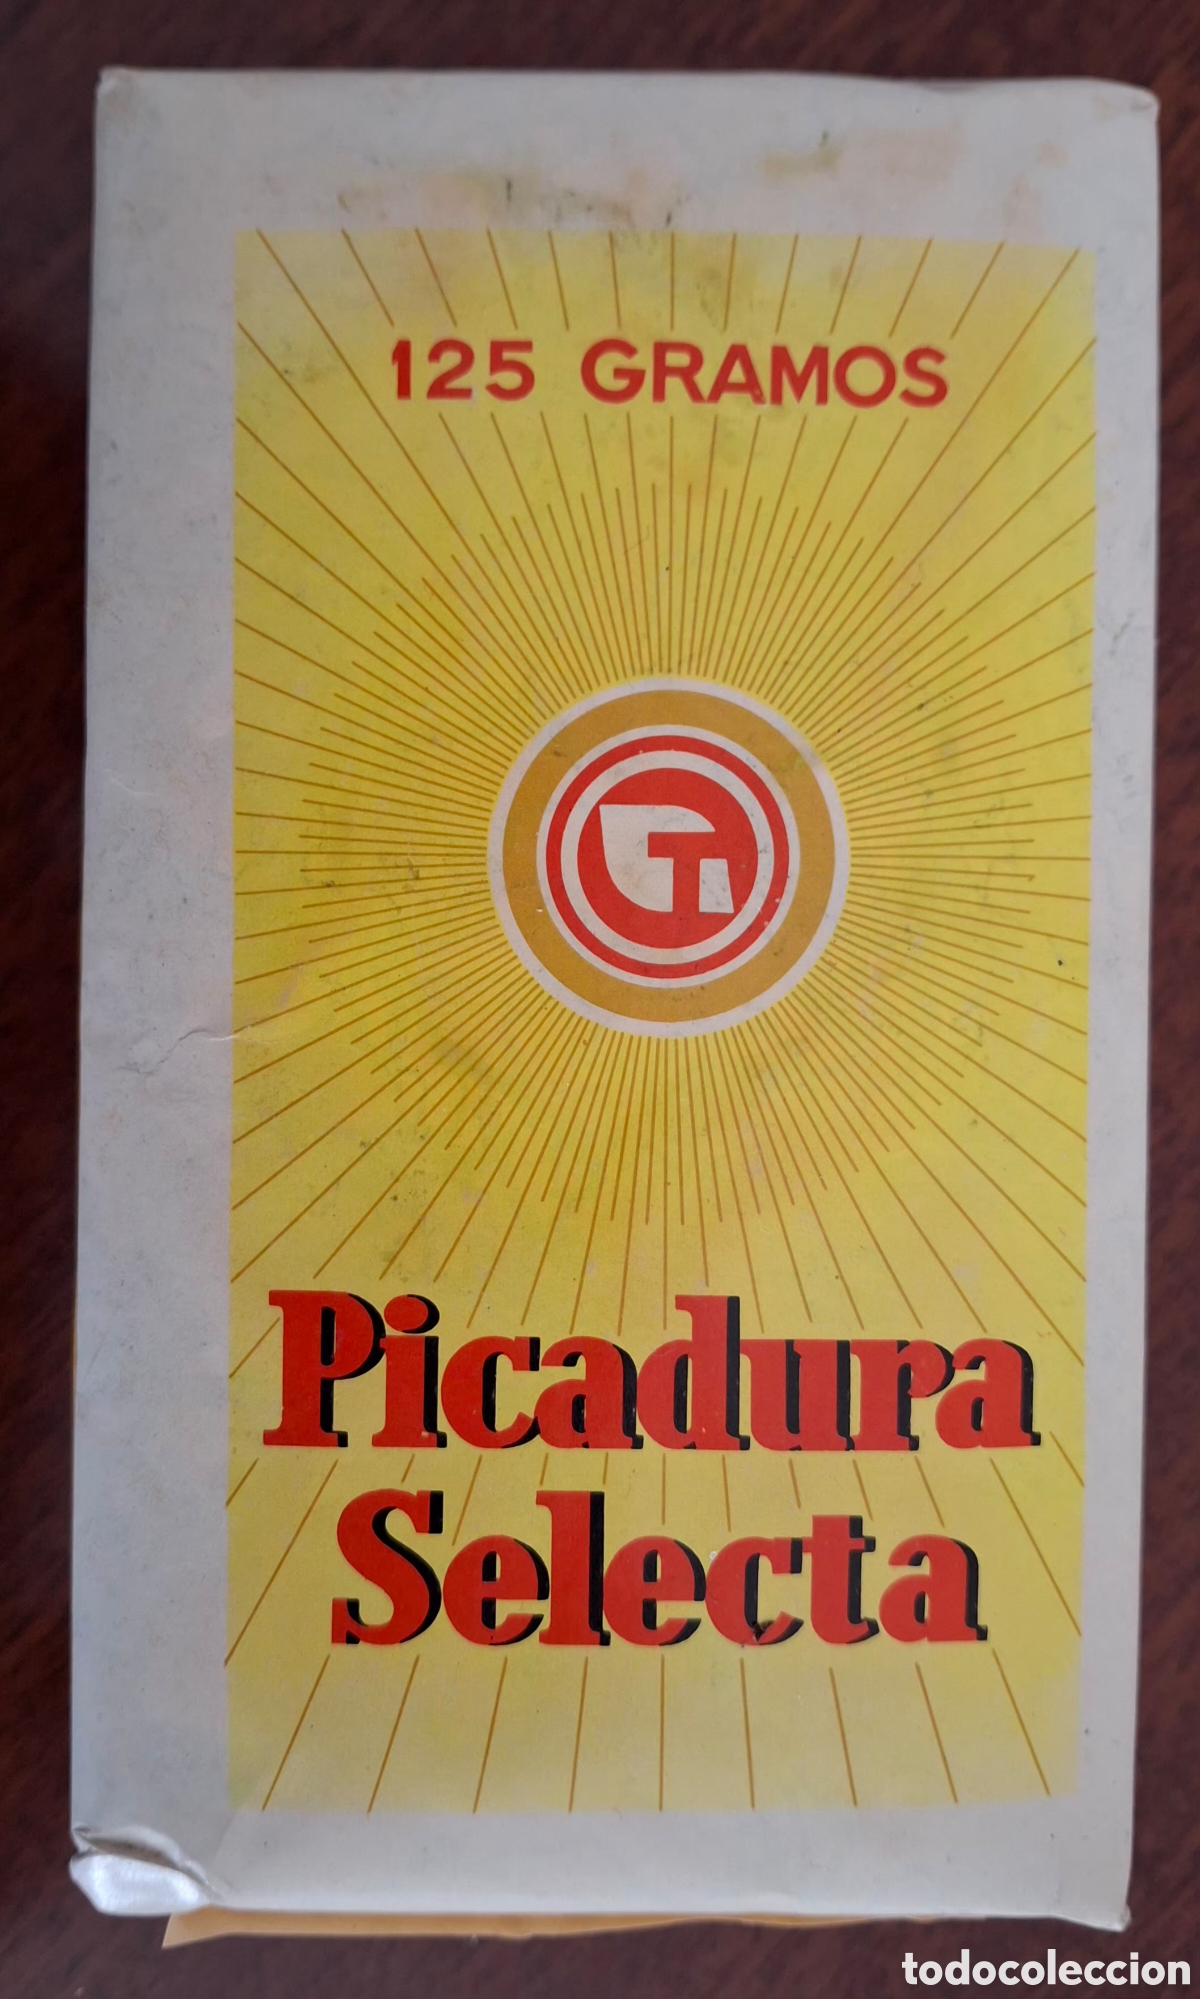 125 GRAMOS
Picadura
Selecta
todocoleccion